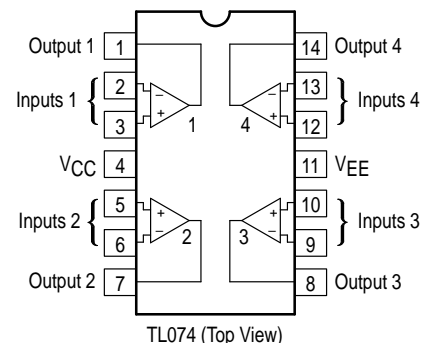 Output 1 1 14 Output 4
Inputs 1 { 2 − + 1 4 − + 13 } Inputs 4
3 12
VCC 4 11 VEE
Inputs 2 { 5 + − 2 3 + − 10 } Inputs 3
6 9
Output 2 7 8 Output 3
TL074 (Top View)